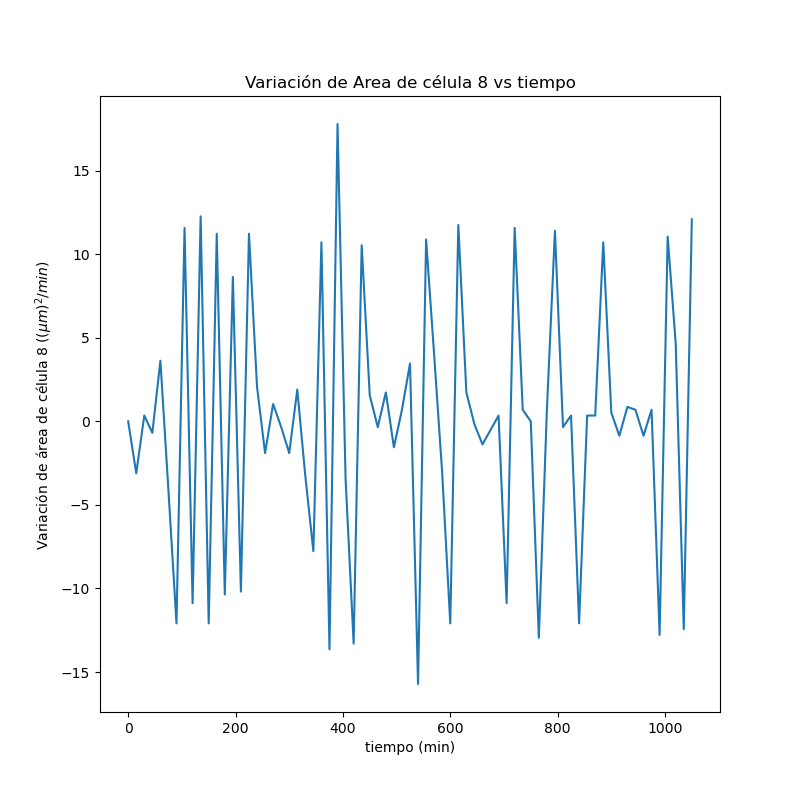 Variación de Area de célula 8 vs tiempo
Variación de área de célula 8 ((μm)²/min)
15
10
5
0
−5
−10
−15
0 200 400 600 800 1000
tiempo (min)